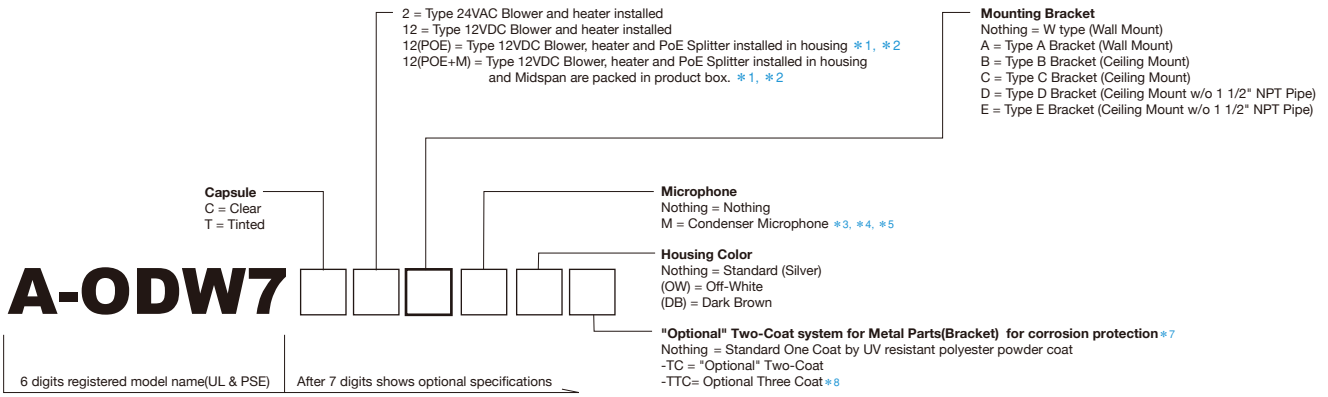 2 = Type 24VAC Blower and heater installed
12 = Type 12VDC Blower and heater installed
12(POE) = Type 12VDC Blower, heater and PoE Splitter installed in housing *1, *2
12(POE+M) = Type 12VDC Blower, heater and PoE Splitter installed in housing
and Midspan are packed in product box. *1, *2
Mounting Bracket
Nothing = W type (Wall Mount)
A = Type A Bracket (Wall Mount)
B = Type B Bracket (Ceiling Mount)
C = Type C Bracket (Ceiling Mount)
D = Type D Bracket (Ceiling Mount w/o 1 1/2" NPT Pipe)
E = Type E Bracket (Ceiling Mount w/o 1 1/2" NPT Pipe)
Capsule
C = Clear
T = Tinted
Microphone
Nothing = Nothing
M = Condenser Microphone *3, *4, *5
Housing Color
Nothing = Standard (Silver)
(OW) = Off-White
(DB) = Dark Brown
A-ODW7
"Optional" Two-Coat system for Metal Parts(Bracket) for corrosion protection*7
Nothing = Standard One Coat by UV resistant polyester powder coat
-TC = "Optional" Two-Coat
-TTC= Optional Three Coat*8
6 digits registered model name(UL & PSE)
After 7 digits shows optional specifications